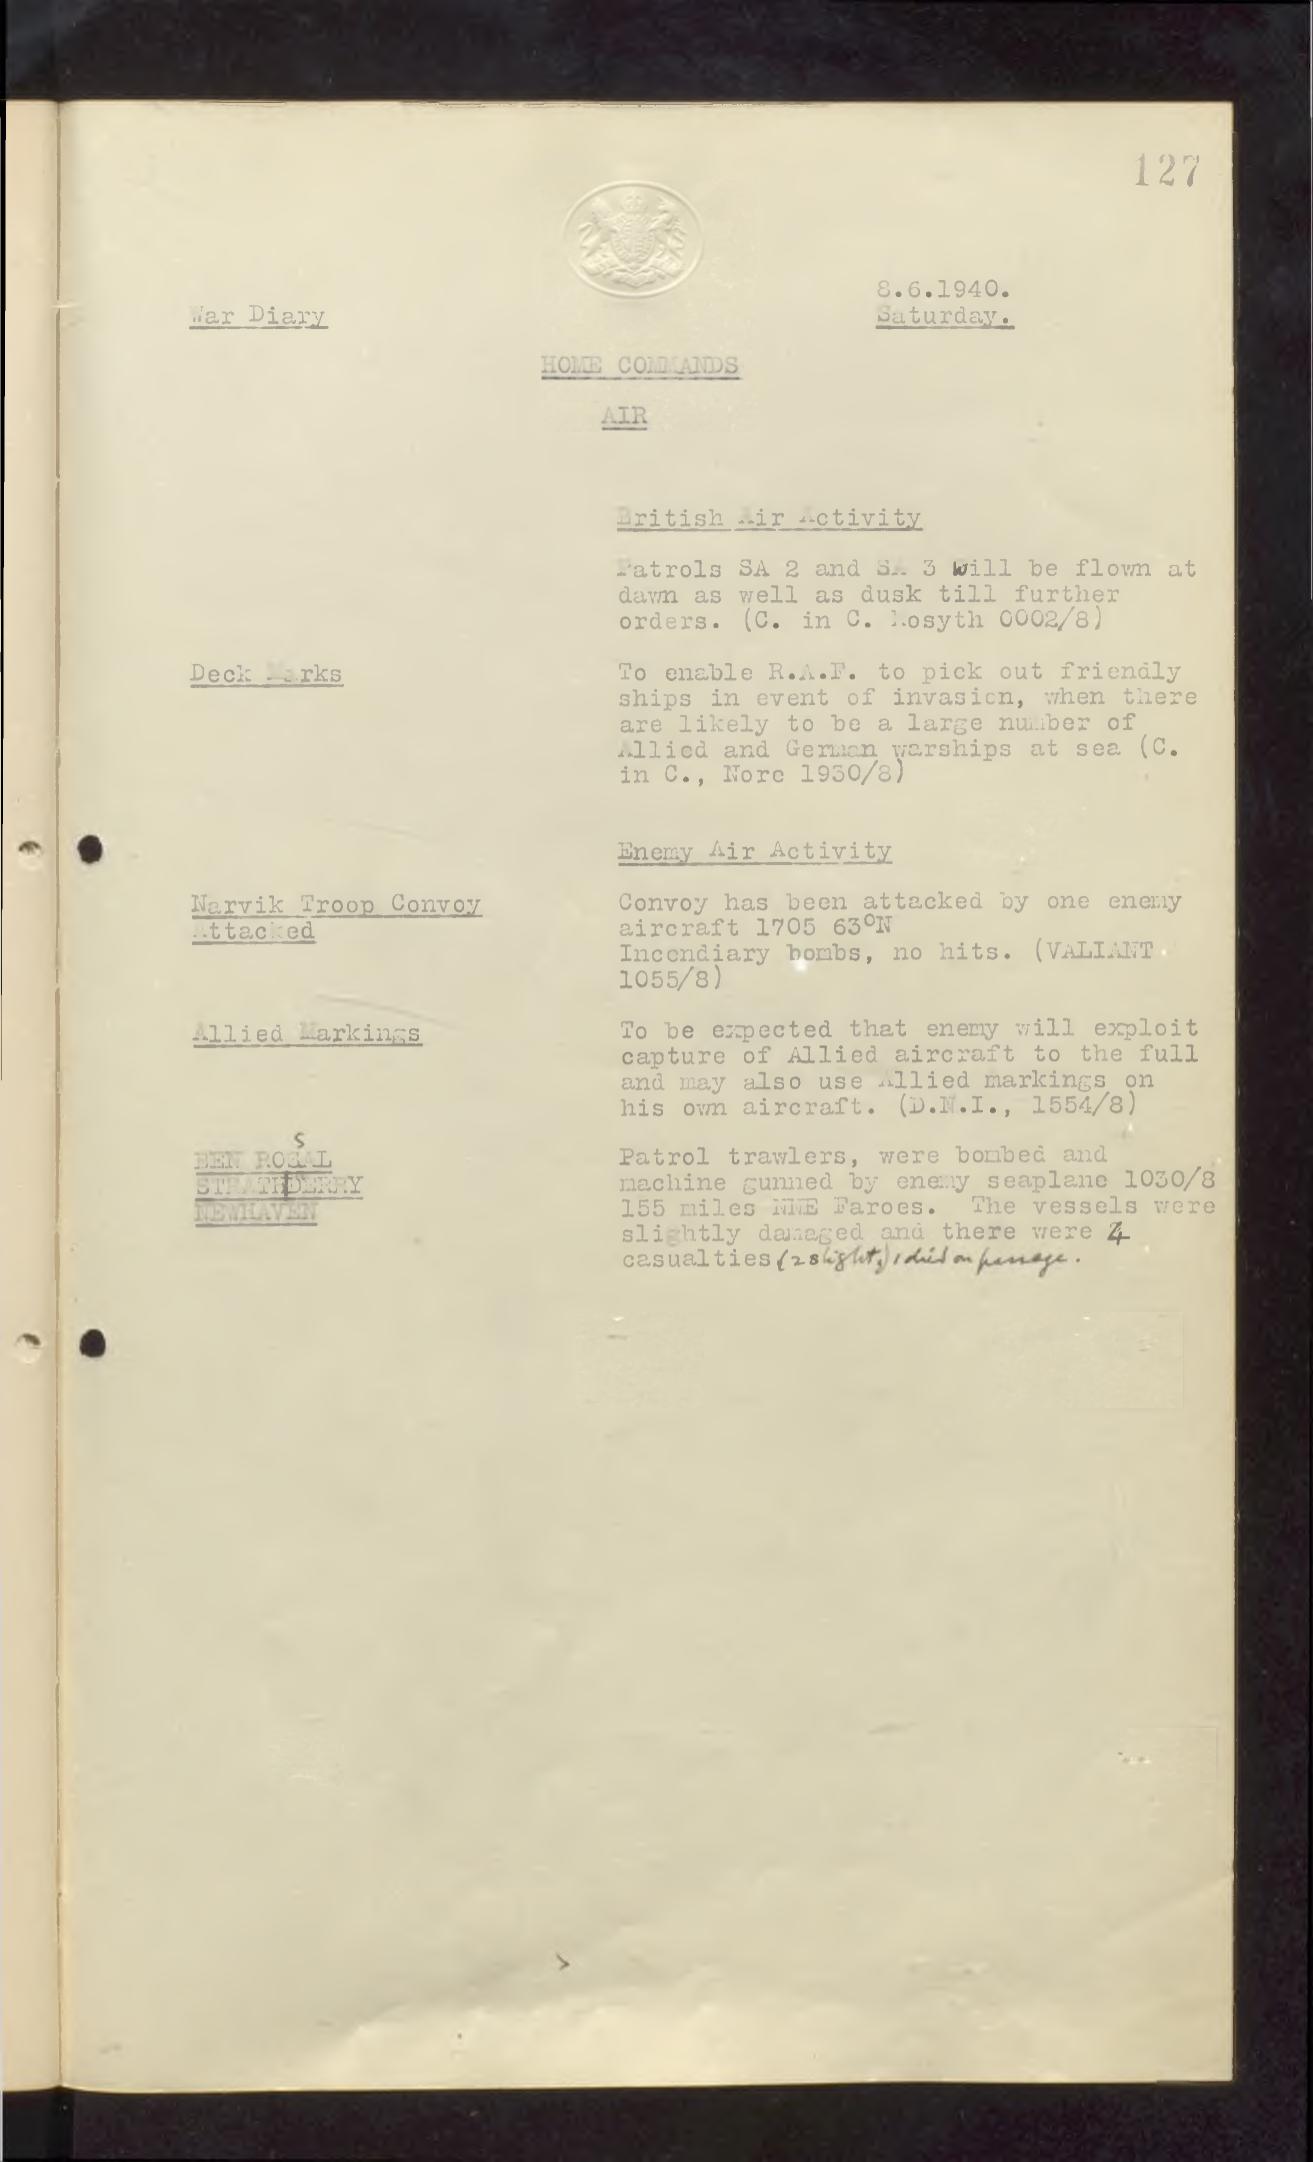 127
8.6.1940.
War Diary
Saturday.
HOME COMMANDS
AIR
British Air Activity
Patrols SA 2 and SA 3 will be flown at
dawn as well as dusk till further
orders. (C. in C. Rosyth 0002/8)
Deck Marks
To enable R.A.F. to pick out friendly
ships in event of invasion, when there
are likely to be a large number of
Allied and German warships at sea (C.
in C., Nore 1930/8)
Enemy Air Activity
Narvik Troop Convoy
Attacked
Convoy has been attacked by one enemy
aircraft 1705 63°N
Incendiary bombs, no hits. (VALIANT
1055/8)
Allied Markings
To be expected that enemy will exploit
capture of Allied aircraft to the full
and may also use Allied markings on
his own aircraft. (D.N.I., 1554/8)
S
BEN ROSAL
STRATHDERRY
NEWHAVEN
Patrol trawlers, were bombed and
machine gunned by enemy seaplane 1030/8
155 miles NNE Faroes. The vessels were
slightly damaged and there were 4
casualties (2 slight,) 1 died on passage.